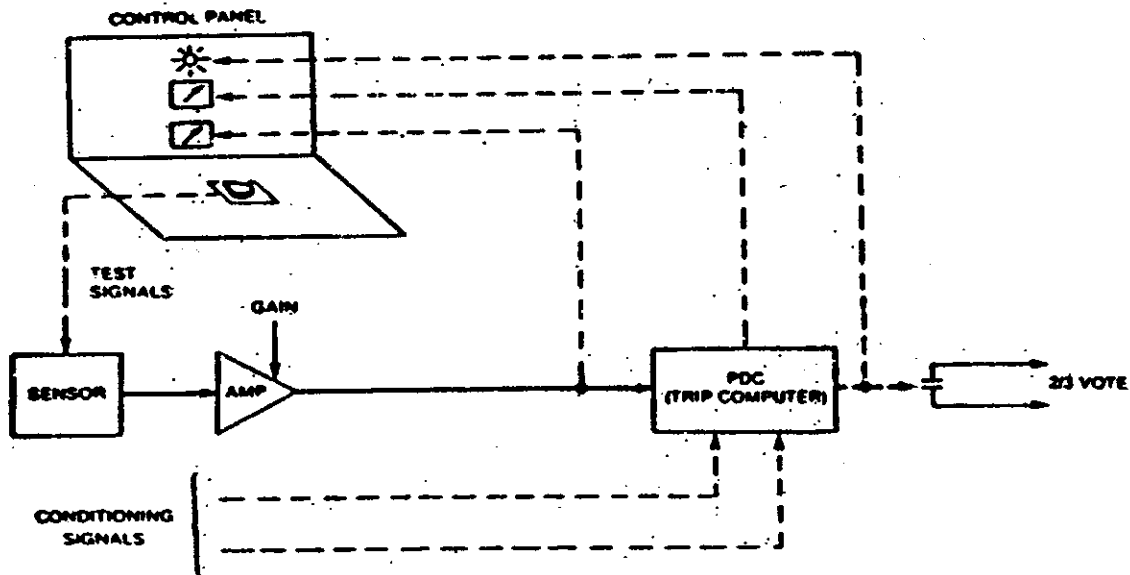 CONTROL PANEL
TEST
SIGNALS
GAIN
SENSOR
AMP
PDC
(TRIP COMPUTER)
2/3 VOTE
CONDITIONING
SIGNALS